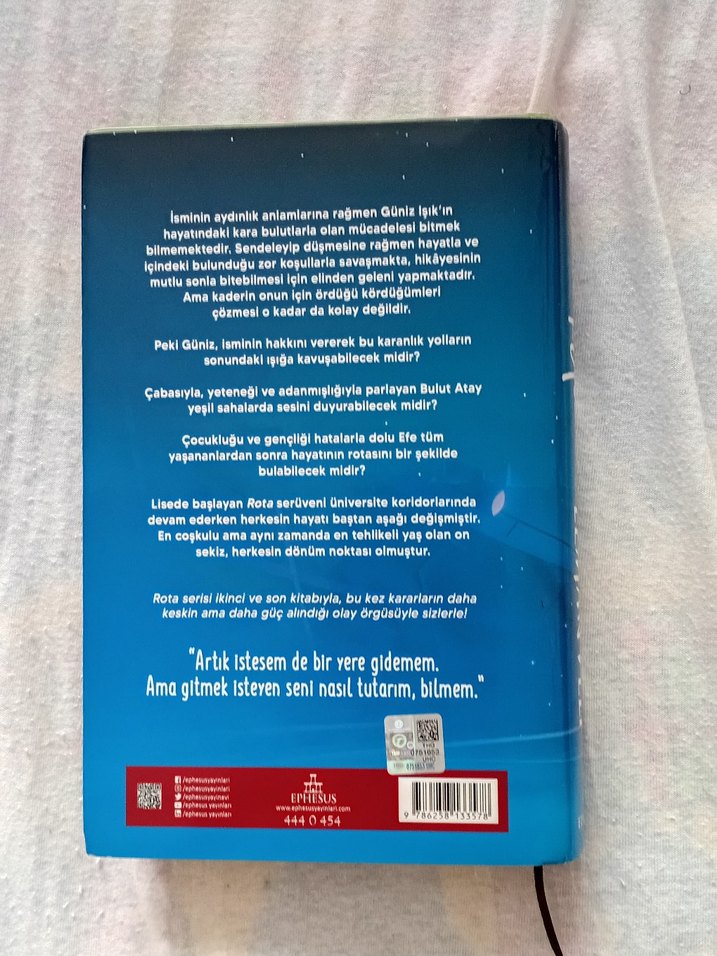 İsminin aydınlık anlamlarına rağmen Güniz Işık'ın
hayatındaki kara bulutlarla olan mücadelesi bitmek
bilmemektedir. Sendeleyip düşmesine rağmen hayatla ve
içindeki bulunduğu zor koşullarla savaşmakta, hikâyesinin
mutlu sonla bitebilmesi için elinden geleni yapmaktadır.
Ama kaderin onun için ördüğü kördüğümleri
çözmesi o kadar da kolay değildir.
Peki Güniz, isminin hakkını vererek bu karanlık yolların
sonundaki ışığa kavuşabilecek midir?
Çabasıyla, yeteneği ve adanmışlığıyla parlayan Bulut Atay
yeşil sahalarda sesini duyurabilecek midir?
Çocukluğu ve gençliği hatalarla dolu Efe tüm
yaşananlardan sonra hayatının rotasını bir şekilde
bulabilecek midir?
Lisede başlayan Rota serüveni üniversite koridorlarında
devam ederken herkesin hayatı baştan aşağı değişmiştir.
En coşkulu ama aynı zamanda en tehlikeli yaş olan on
sekiz, herkesin dönüm noktası olmuştur.
Rota serisi ikinci ve son kitabıyla, bu kez kararların daha
keskin ama daha güç alındığı olay örgüsüyle sizlerle!
"Artık istesem de bir yere gidemem.
Ama gitmek isteyen seni nasıl tutarım, bilmem."
THG
0751653
UHÜ
/ephesusyayinlari
/ephesusyayinlari
/ephesusyayinevi
/ephesus yayınları
/ephesus yayınları
EPHESUS
www.ephesusyayinlari.com
444 0 454
9 786258 133578